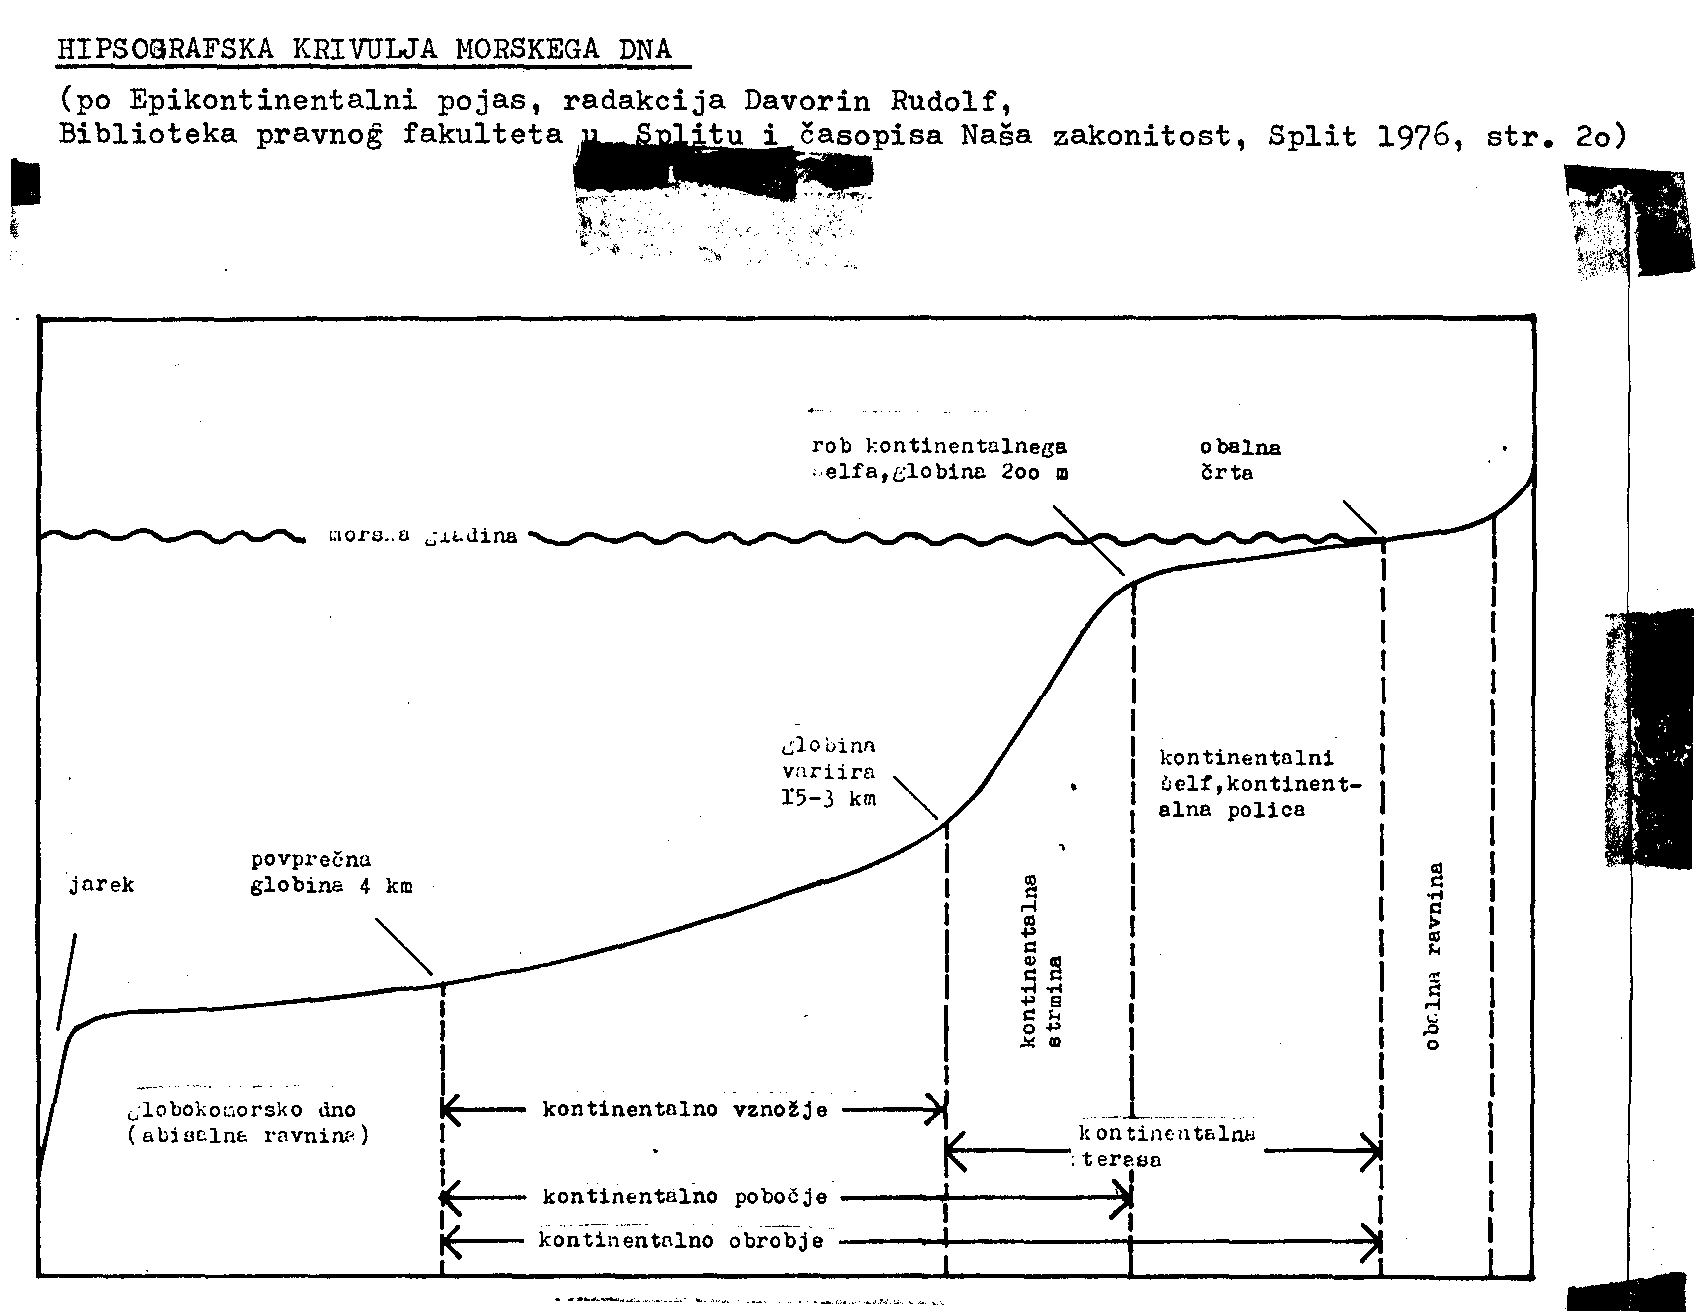 HIPSOGRAFSKA KRIVULJA MORSKEGA DNA
(po Epikontinentalni pojas, radakcija Davorin Rudolf,
Biblioteka pravnog fakulteta u Splitu i časopisa Naša zakonitost, Split 1976, str. 2o)
rob kontinentalnega
šelfa,globina 2oo m
obalna
črta
morska gladina
globina
variira
15-3 km
kontinentalni
šelf,kontinent-
alna polica
povprečna
globina 4 km
jarek
kontinentalna
strmina
obalna ravnina
globokomorsko dno
(abisalna ravnina)
kontinentalno vznožje
kontinentalna
terasa
kontinentalno pobočje
kontinentalno obrobje